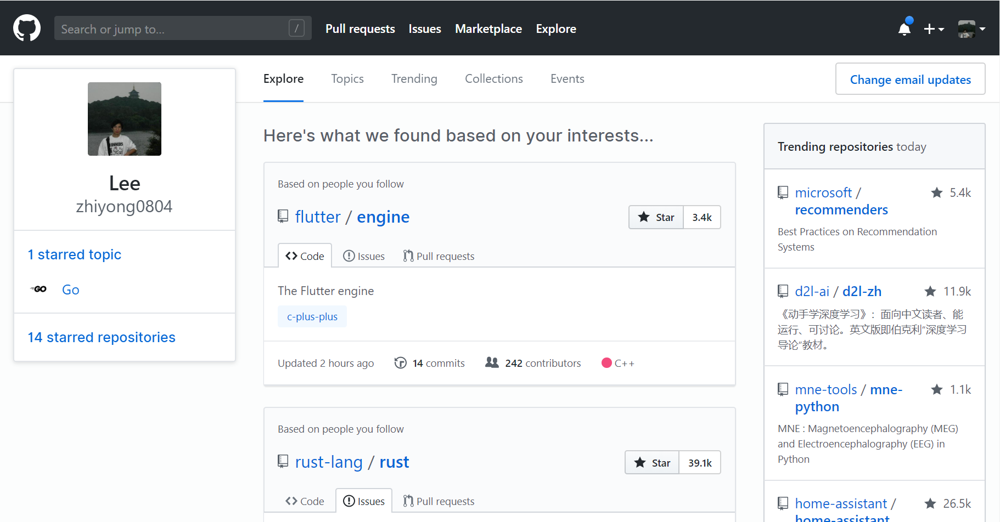 Search or jump to...
/
Pull requests
Issues
Marketplace
Explore
Explore
Topics
Trending
Collections
Events
Change email updates
Lee
zhiyong0804
1 starred topic
GO
Go
14 starred repositories
Here's what we found based on your interests...
Based on people you follow
flutter / engine
Star
3.4k
Code
Issues
Pull requests
The Flutter engine
c-plus-plus
Updated 2 hours ago
14 commits
242 contributors
C++
Based on people you follow
rust-lang / rust
Star
39.1k
Code
Issues
Pull requests
Trending repositories today
microsoft /
recommenders
5.4k
Best Practices on Recommendation
Systems
d2l-ai / d2l-zh
11.9k
《动手学深度学习》：面向中文读者、能
运行、可讨论。英文版即伯克利“深度学习
导论”教材。
mne-tools / mne-
python
1.1k
MNE : Magnetoencephalography (MEG)
and Electroencephalography (EEG) in
Python
home-assistant /
home-assistant
26.5k